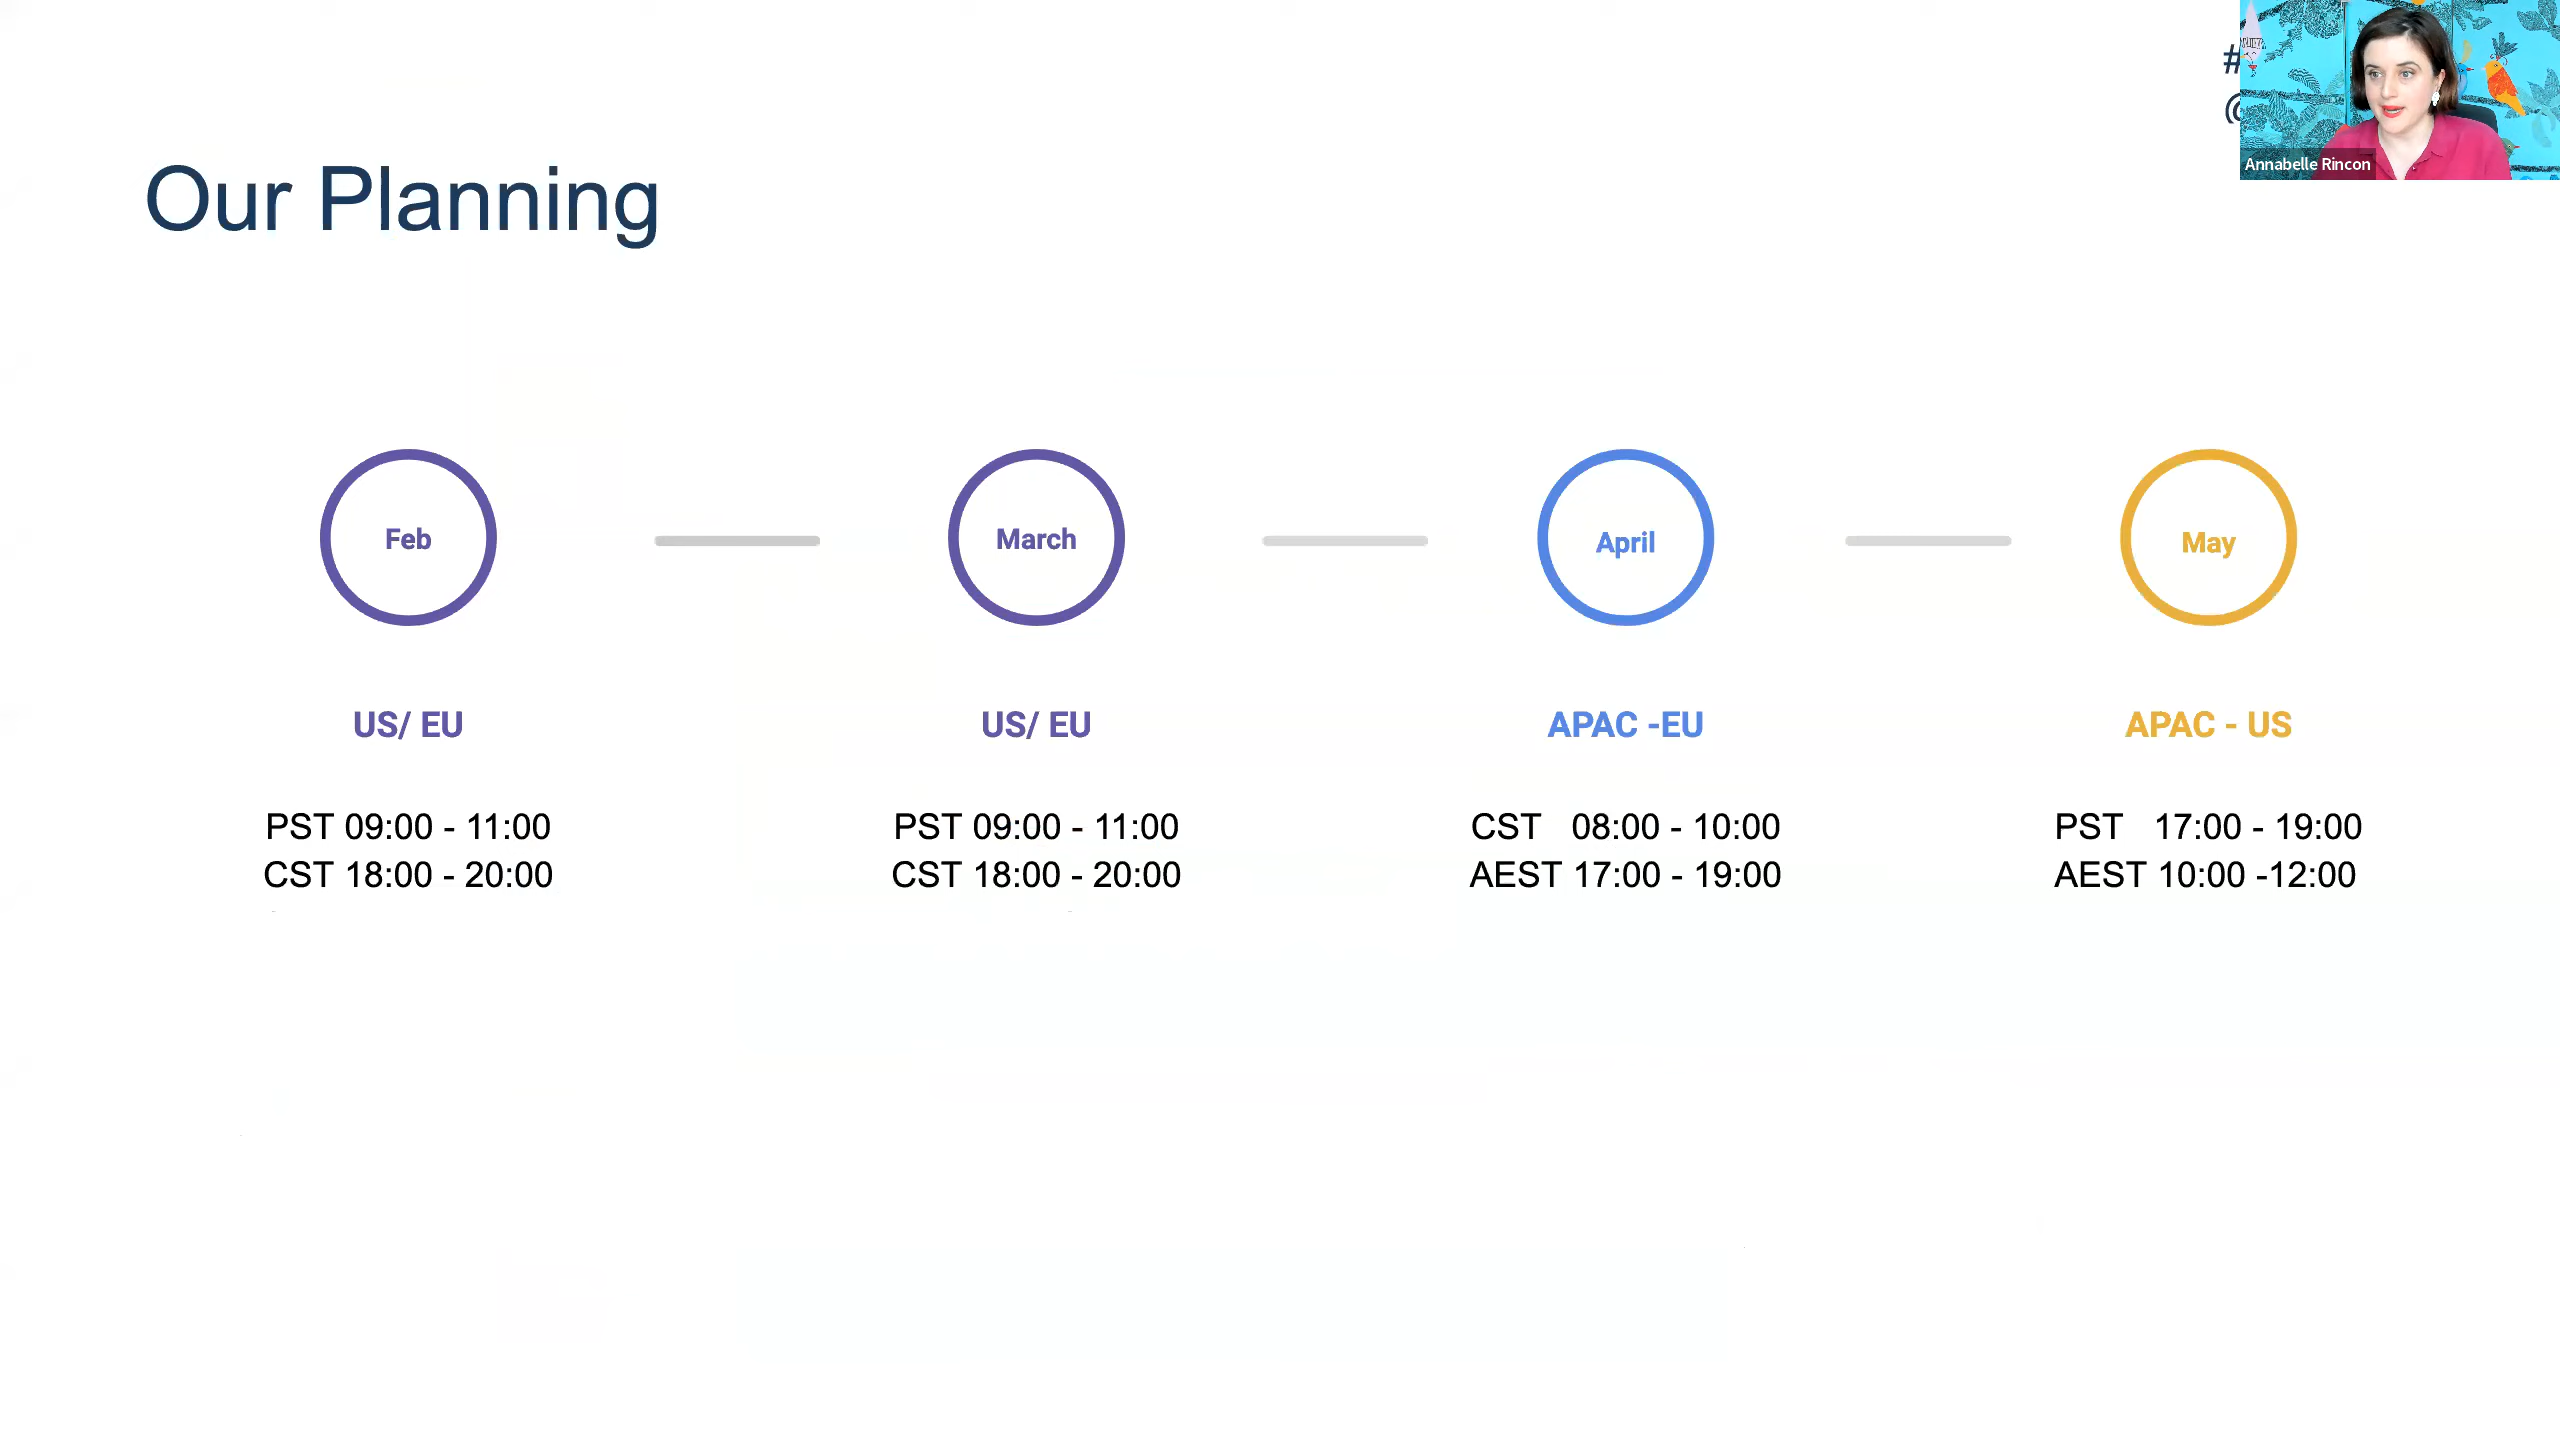 #
@
Annabelle Rincon
Our Planning
Feb
March
April
May
US/ EU
US/ EU
APAC -EU
APAC - US
PST 09:00 - 11:00
CST 18:00 - 20:00
PST 09:00 - 11:00
CST 18:00 - 20:00
CST 08:00 - 10:00
AEST 17:00 - 19:00
PST 17:00 - 19:00
AEST 10:00 -12:00